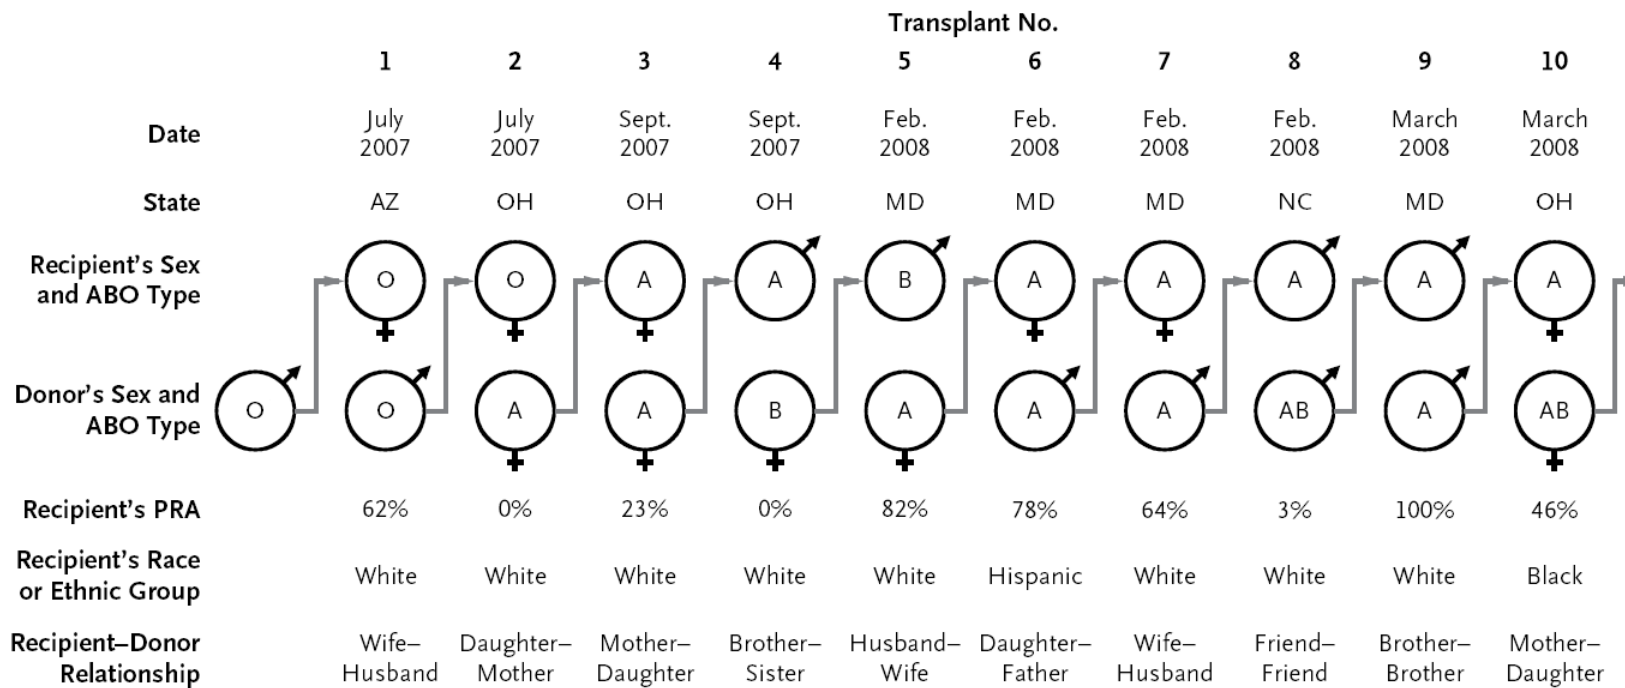 Transplant No.
1 2 3 4 5 6 7 8 9 10
Date
July 2007 July 2007 Sept. 2007 Sept. 2007 Feb. 2008 Feb. 2008 Feb. 2008 Feb. 2008 March 2008 March 2008
State AZ OH OH OH MD MD MD NC MD OH
Recipient’s Sex
and ABO Type
O O A A B A A A A A
Donor’s Sex and
ABO Type
O O A A B A A A AB A AB
Recipient’s PRA 62% 0% 23% 0% 82% 78% 64% 3% 100% 46%
Recipient’s Race
or Ethnic Group
White White White White White Hispanic White White White Black
Recipient–Donor
Relationship
Wife–Husband Daughter–Mother Mother–Daughter Brother–Sister Husband–Wife Daughter–Father Wife–Husband Friend–Friend Brother–Brother Mother–Daughter